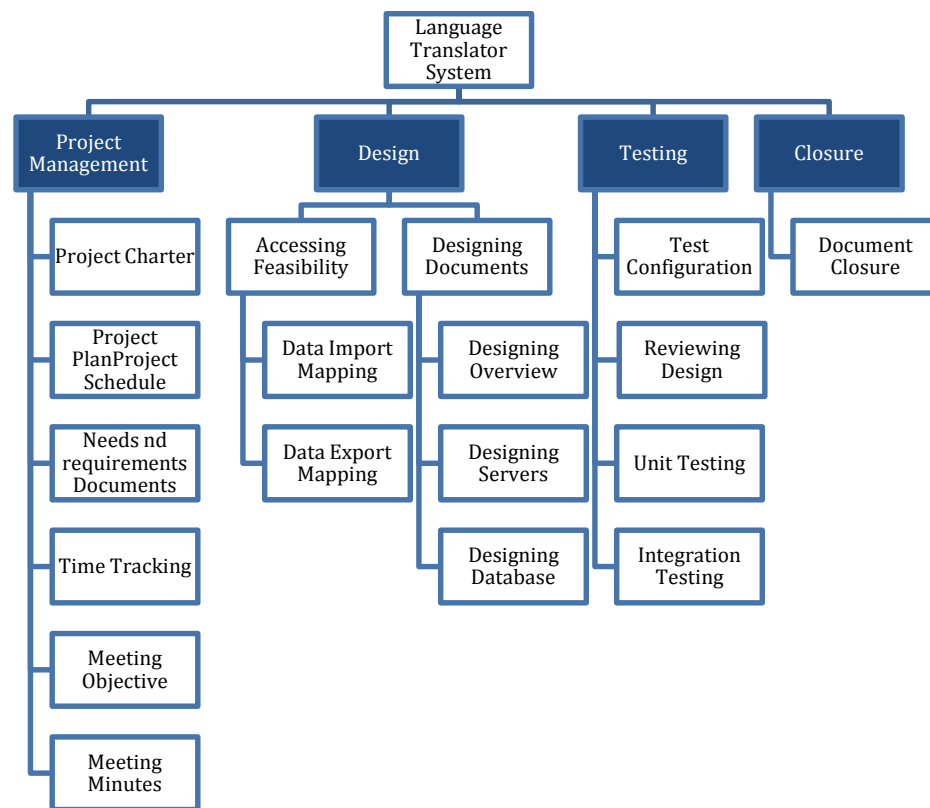 Language
Translator
System
Project
Management
Design
Testing
Closure
Project Charter
Project
PlanProject
Schedule
Needs nd
requirements
Documents
Time Tracking
Meeting
Objective
Meeting
Minutes
Accessing
Feasibility
Data Import
Mapping
Data Export
Mapping
Designing
Documents
Designing
Overview
Designing
Servers
Designing
Database
Test
Configuration
Reviewing
Design
Unit Testing
Integration
Testing
Document
Closure